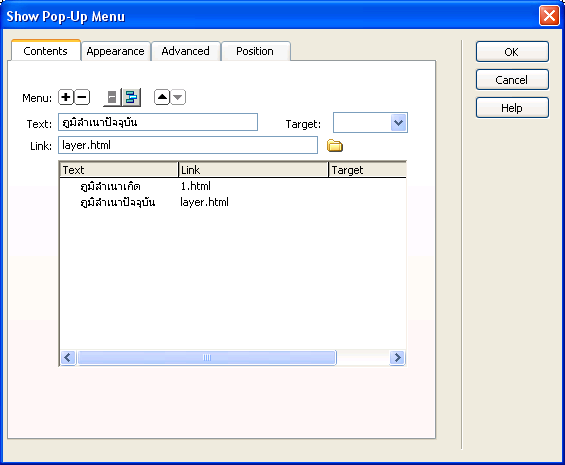 Show Pop-Up Menu
Contents Appearance Advanced Position
OK
Cancel
Help
Menu:
Text: ภูมิลำเนาปัจจุบัน Target:
Link: layer.html
Text Link Target
ภูมิลำเนาเกิด 1.html
ภูมิลำเนาปัจจุบัน layer.html